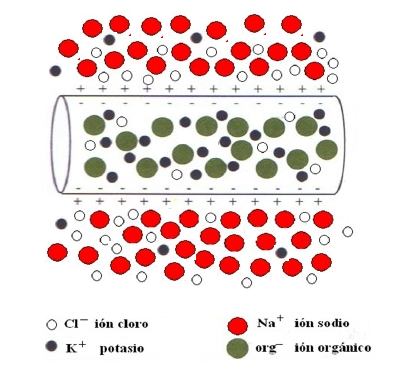 Cl⁻ ión cloro
Na⁺ ión sodio
K⁺ potasio
org⁻ ión orgánico